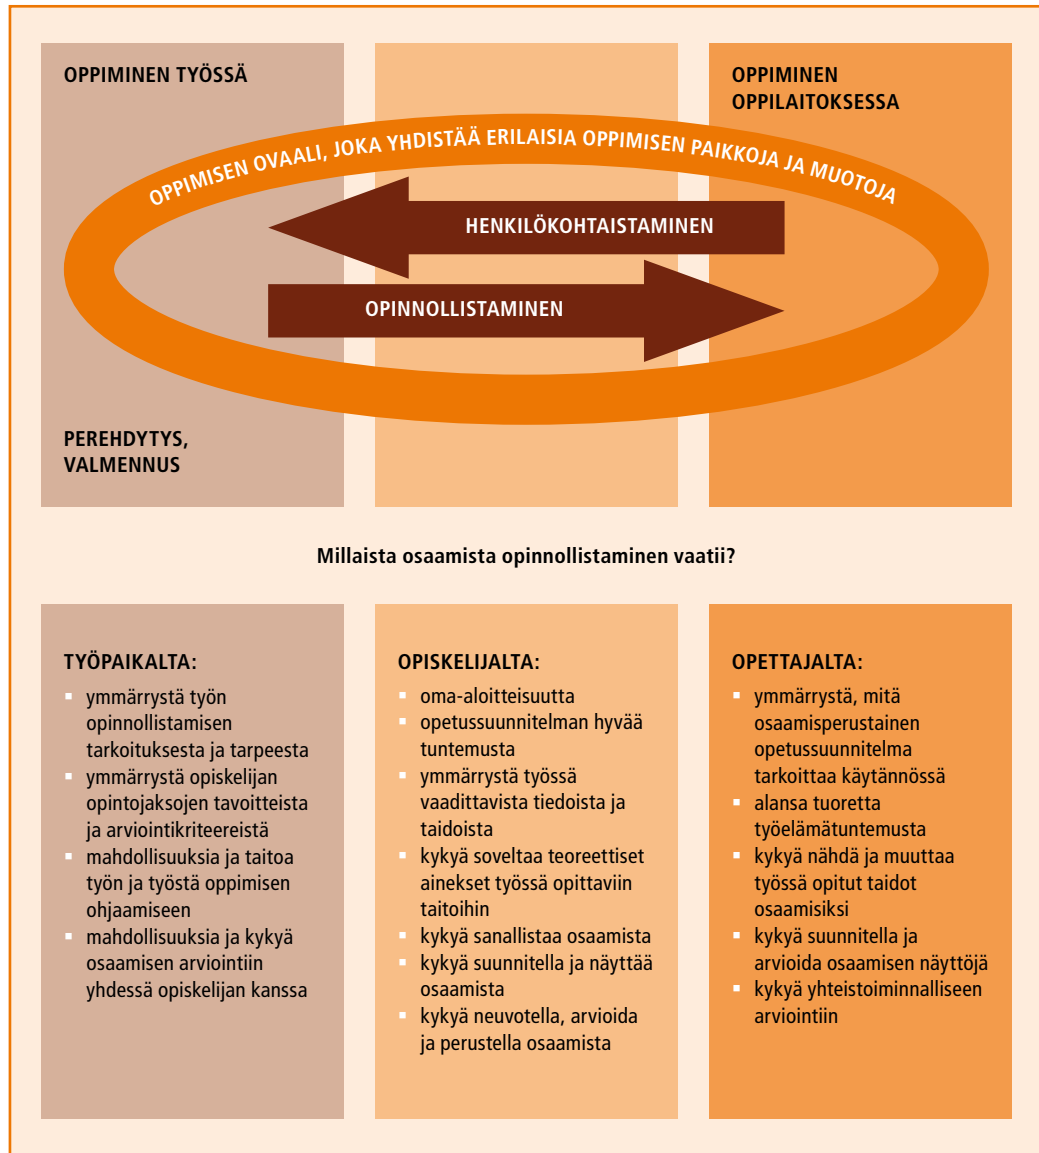 OPPIMINEN TYÖSSÄ
OPPIMINEN
OPPILAITOKSESSA
OPPIMISEN OVAALI, JOKA YHDISTÄÄ ERILAISIA OPPIMISEN PAIKKOJA JA MUOTOJA
HENKILÖKOHTAISTAMINEN
OPINNOLLISTAMINEN
PEREHDYTYS,
VALMENNUS
Millaista osaamista opinnollistaminen vaatii?
TYÖPAIKALTA:
▪ ymmärrystä työn
opinnollistamisen
tarkoituksesta ja tarpeesta
▪ ymmärrystä opiskelijan
opintojaksojen tavoitteista
ja arviointikriteereistä
▪ mahdollisuuksia ja taitoa
työn ja työstä oppimisen
ohjaamiseen
▪ mahdollisuuksia ja kykyä
osaamisen arviointiin
yhdessä opiskelijan kanssa
OPISKELIJALTA:
▪ oma-aloitteisuutta
▪ opetussuunnitelman hyvää
tuntemusta
▪ ymmärrystä työssä
vaadittavista tiedoista ja
taidoista
▪ kykyä soveltaa teoreettiset
ainekset työssä opittaviin
taitoihin
▪ kykyä sanallistaa osaamista
▪ kykyä suunnitella ja näyttää
osaamista
▪ kykyä neuvotella, arvioida
ja perustella osaamista
OPETTAJALTA:
▪ ymmärrystä, mitä
osaamisperustainen
opetussuunnitelma
tarkoittaa käytännössä
▪ alansa tuoretta
työelämätuntemusta
▪ kykyä nähdä ja muuttaa
työssä opitut taidot
osaamisiksi
▪ kykyä suunnitella ja
arvioida osaamisen näyttöjä
▪ kykyä yhteistoiminnalliseen
arviointiin